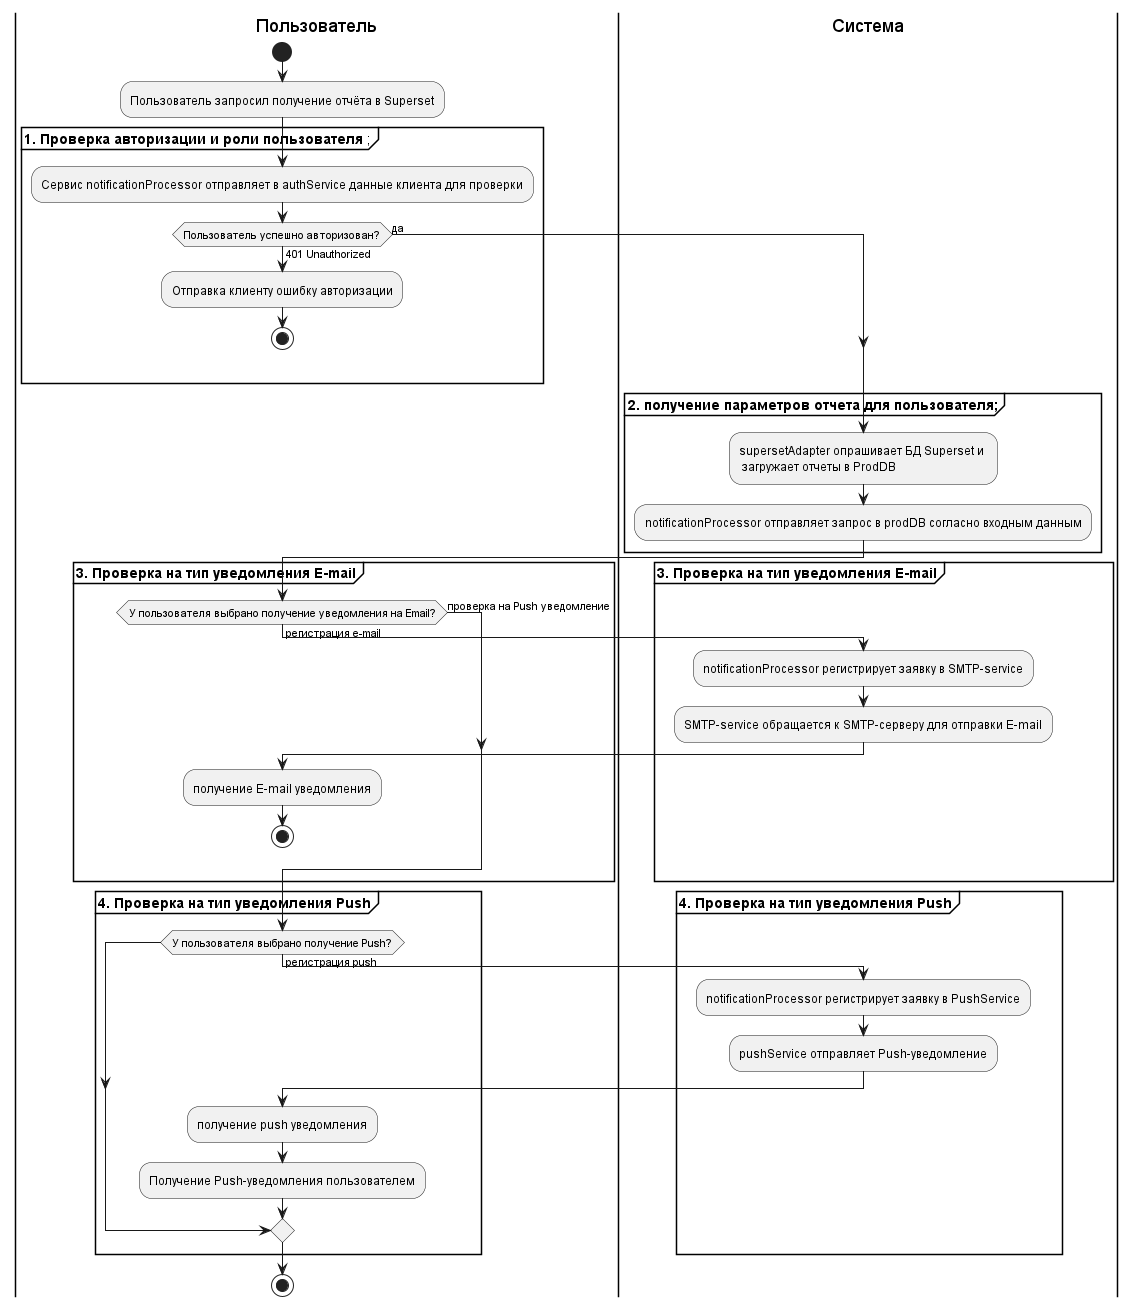 Пользователь
Система
Пользователь запросил получение отчёта в Superset
1. Проверка авторизации и роли пользователя ;
Сервис notificationProcessor отправляет в authService данные клиента для проверки
Пользователь успешно авторизован?
да
401 Unauthorized
Отправка клиенту ошибку авторизации
2. получение параметров отчета для пользователя;
supersetAdapter опрашивает БД Superset и
загружает отчеты в ProdDB
notificationProcessor отправляет запрос в prodDB согласно входным данным
3. Проверка на тип уведомления E-mail
3. Проверка на тип уведомления E-mail
У пользователя выбрано получение уведомления на Email?
проверка на Push уведомление
регистрация e-mail
notificationProcessor регистрирует заявку в SMTP-service
SMTP-service обращается к SMTP-серверу для отправки E-mail
получение E-mail уведомления
4. Проверка на тип уведомления Push
4. Проверка на тип уведомления Push
У пользователя выбрано получение Push?
регистрация push
notificationProcessor регистрирует заявку в PushService
pushService отправляет Push-уведомление
получение push уведомления
Получение Push-уведомления пользователем